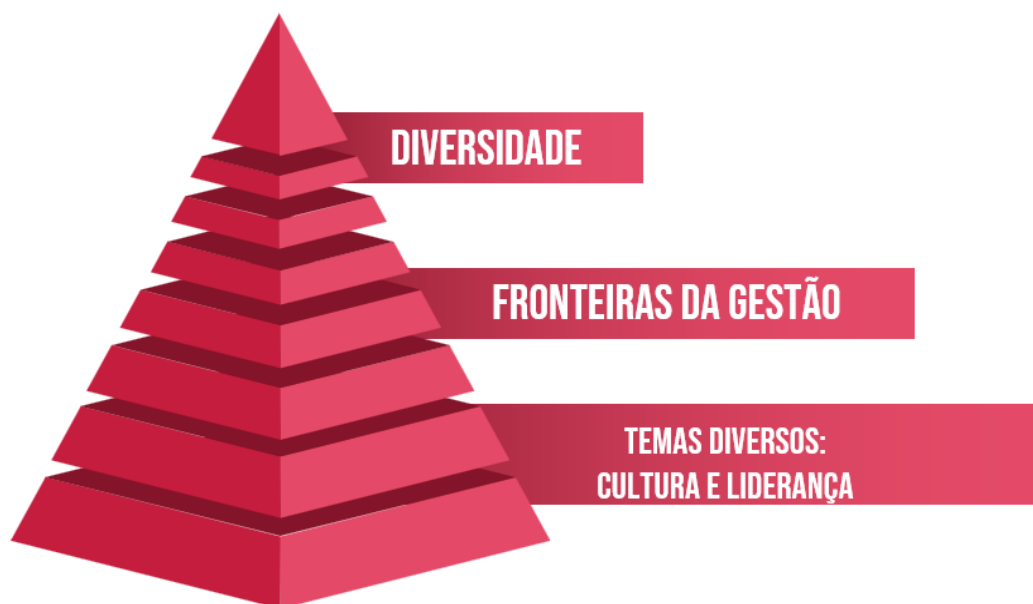 DIVERSIDADE
FRONTEIRAS DA GESTÃO
TEMAS DIVERSOS:
CULTURA E LIDERANÇA